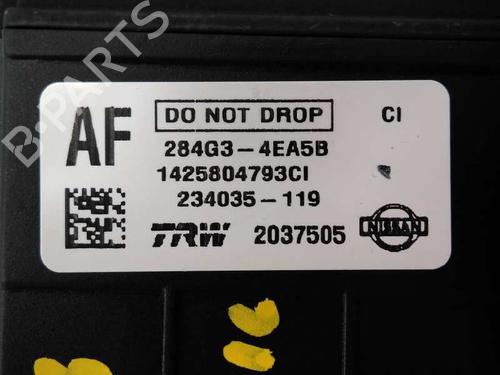 B-PARTS
AF
DO NOT DROP
CI
284G3-4EA5B
1425804793CI
234035-119
TRW
2037505
NISSAN